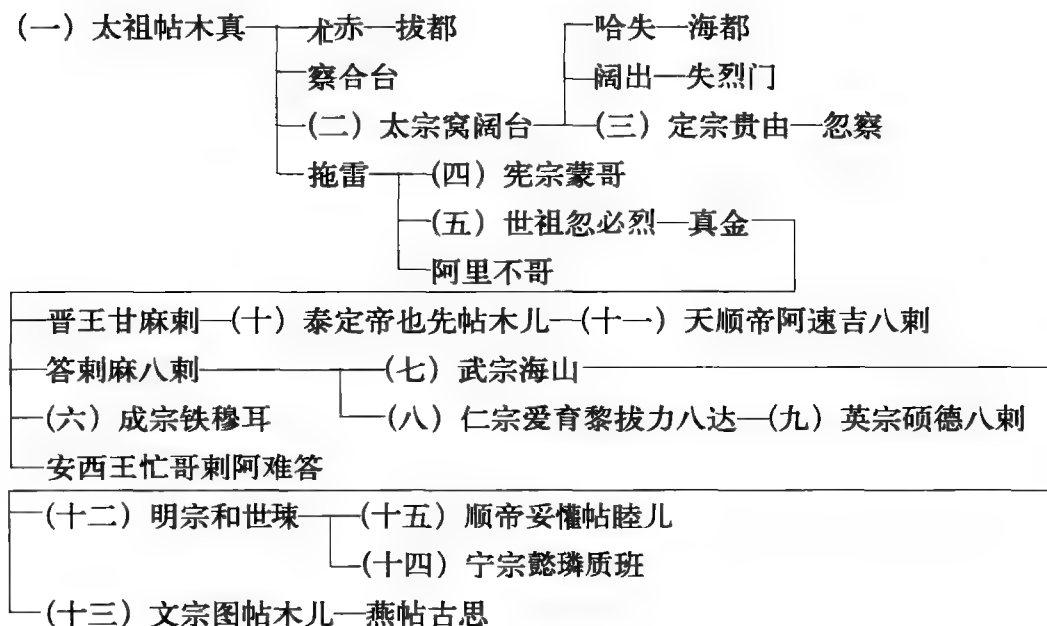 (一) 太祖帖木真 尤赤 拔都 哈失 海都
察合台 阔出 失烈门
(二) 太宗窝阔台 (三) 定宗贵由 忽察
拖雷 (四) 宪宗蒙哥
(五) 世祖忽必烈 真金
阿里不哥
晋王甘麻剌 (十) 泰定帝也先帖木儿 (十一) 天顺帝阿速吉八剌
答剌麻八剌 (七) 武宗海山
(六) 成宗铁穆耳 (八) 仁宗爱育黎拔力八达 (九) 英宗硕德八剌
安西王忙哥剌阿难答
(十二) 明宗和世㻋 (十五) 顺帝妥懽帖睦儿
(十四) 宁宗懿璘质班
(十三) 文宗图帖木儿 燕帖古思